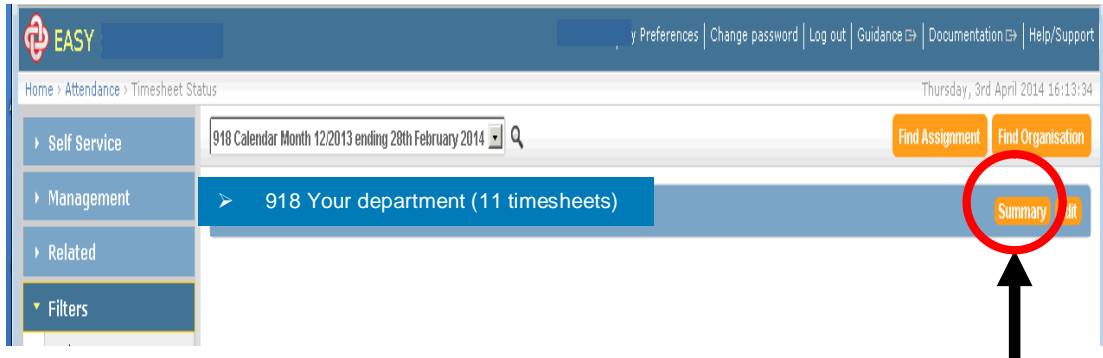 EASY
y Preferences | Change password | Log out | Guidance | Documentation | Help/Support
Home › Attendance › Timesheet Status
Thursday, 3rd April 2014 16:13:34
Self Service
918 Calendar Month 12/2013 ending 28th February 2014
Find Assignment
Find Organisation
Management
918 Your department (11 timesheets)
Summary
Related
Filters